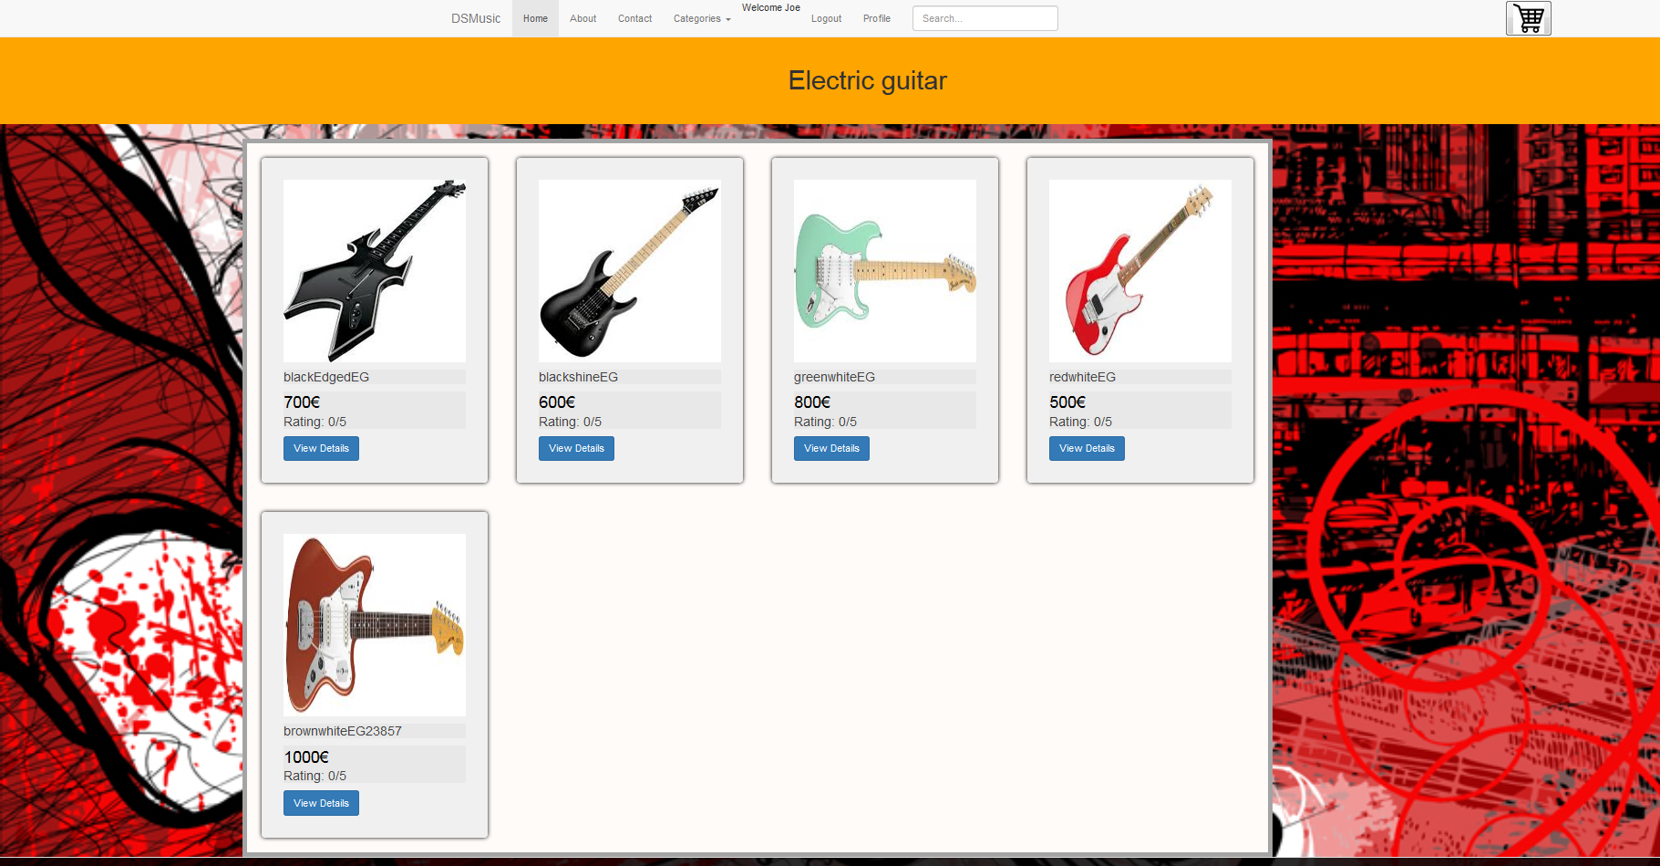 DSMusic Home About Contact Categories Welcome Joe Logout Profile Search...
Electric guitar
blackEdgedEG
700€
Rating: 0/5
View Details
blackshineEG
600€
Rating: 0/5
View Details
greenwhiteEG
800€
Rating: 0/5
View Details
redwhiteEG
500€
Rating: 0/5
View Details
brownwhiteEG23857
1000€
Rating: 0/5
View Details